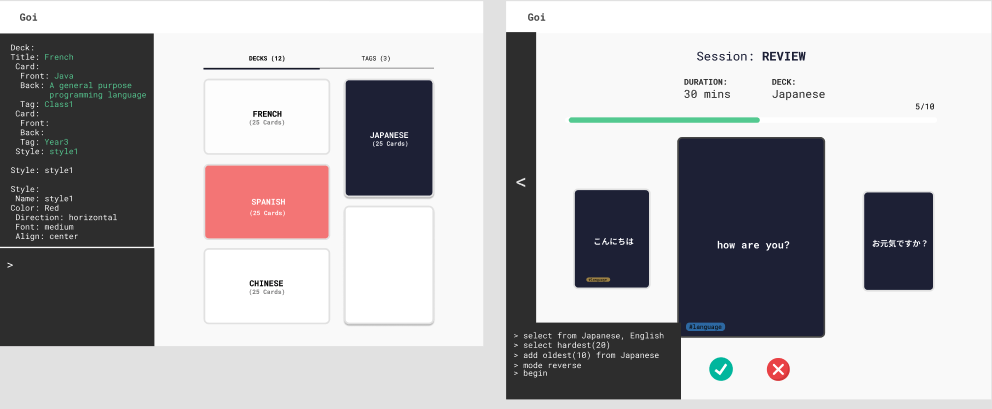 Goi
Deck:
Title: French
Card:
Front: Java
Back: A general purpose
programming language
Tag: Class1
Card:
Front:
Back:
Tag: Year3
Style: style1
Style: style1
Style:
Name: style1
Color: Red
Direction: horizontal
Font: medium
Align: center
>
DECKS (12)
TAGS (3)
FRENCH
(25 Cards)
JAPANESE
(25 Cards)
SPANISH
(25 Cards)
CHINESE
(25 Cards)
Goi
Session: REVIEW
DURATION:
30 mins
DECK:
Japanese
5/10
<
こんにちは
#language
how are you?
#language
お元気ですか？
> select from Japanese, English
> select hardest(20)
> add oldest(10) from Japanese
> mode reverse
> begin